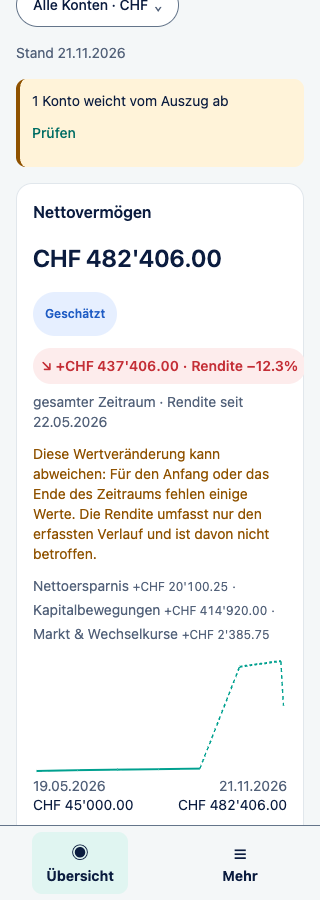 Alle Konten · CHF ⌄
Stand 21.11.2026
1 Konto weicht vom Auszug ab
Prüfen
Nettovermögen
CHF 482'406.00
Geschätzt
↘ +CHF 437'406.00 · Rendite −12.3%
gesamter Zeitraum · Rendite seit
22.05.2026
Diese Wertveränderung kann
abweichen: Für den Anfang oder das
Ende des Zeitraums fehlen einige
Werte. Die Rendite umfasst nur den
erfassten Verlauf und ist davon nicht
betroffen.
Nettoersparnis +CHF 20'100.25 ·
Kapitalbewegungen +CHF 414'920.00 ·
Markt & Wechselkurse +CHF 2'385.75
19.05.2026 21.11.2026
CHF 45'000.00 CHF 482'406.00
Übersicht Mehr